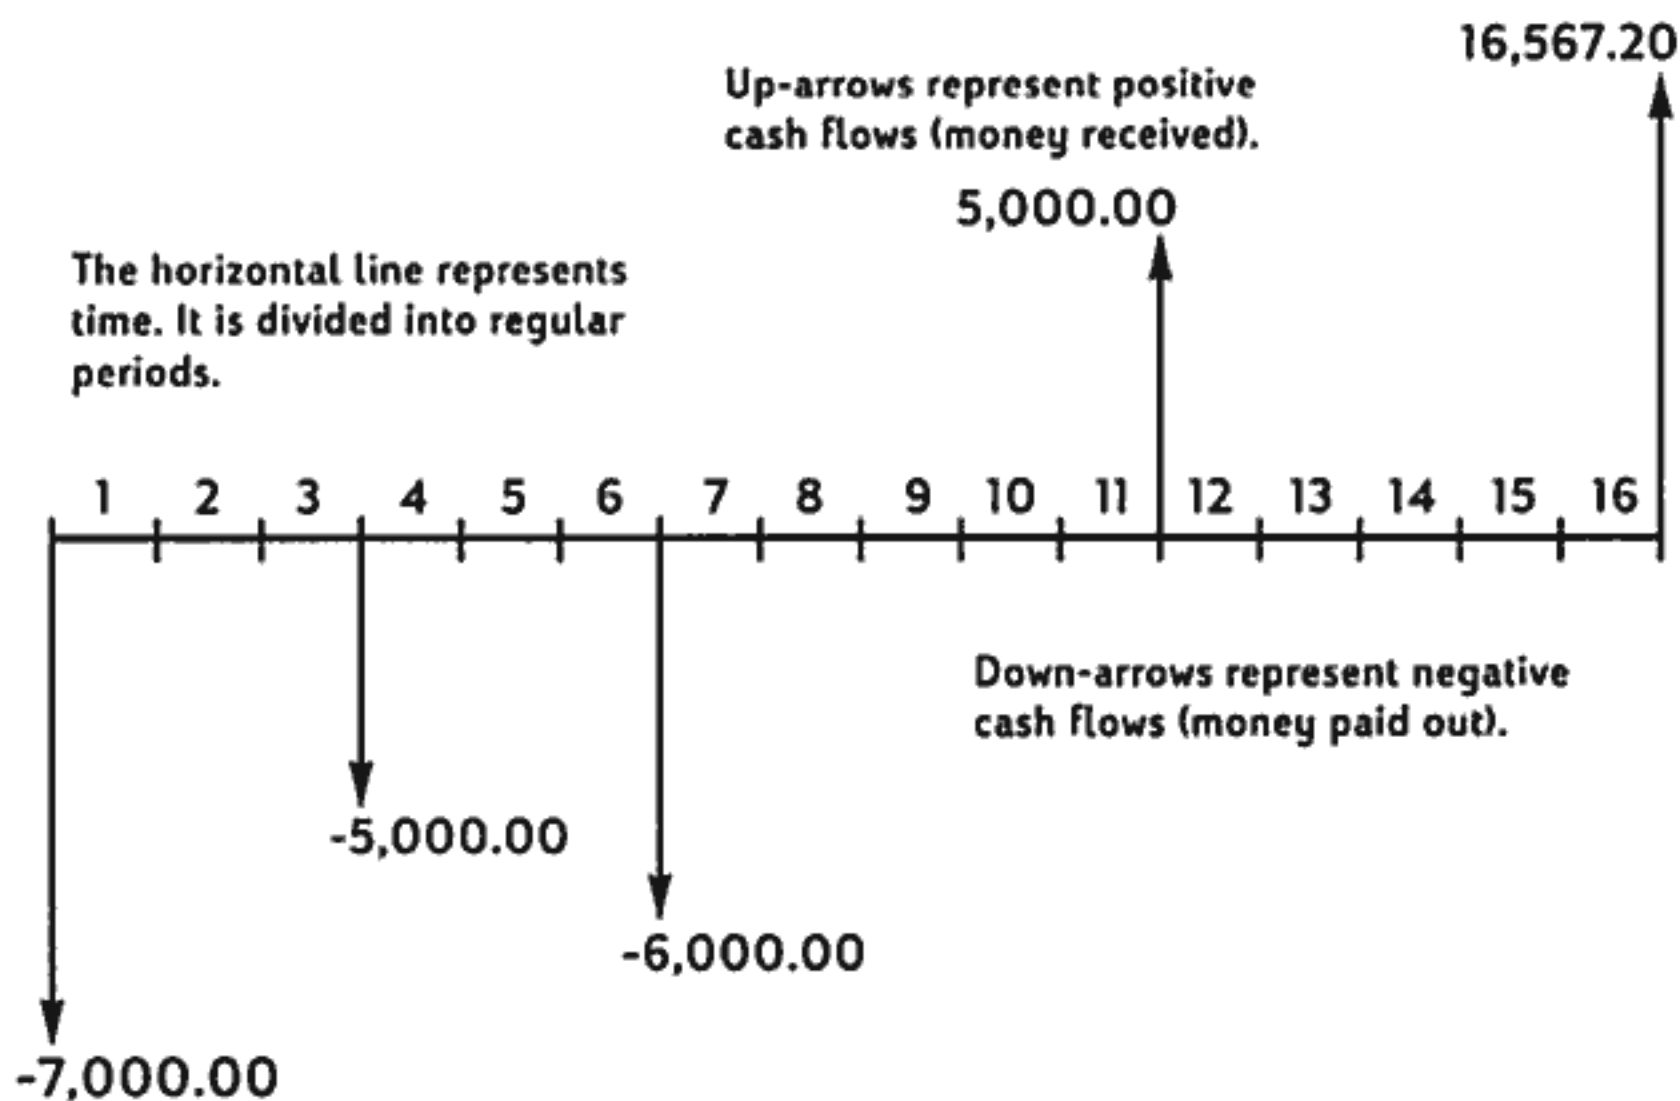 16,567.20
Up-arrows represent positive
cash flows (money received).
5,000.00
The horizontal line represents
time. It is divided into regular
periods.
1 2 3 4 5 6 7 8 9 10 11 12 13 14 15 16
Down-arrows represent negative
cash flows (money paid out).
-5,000.00
-6,000.00
-7,000.00